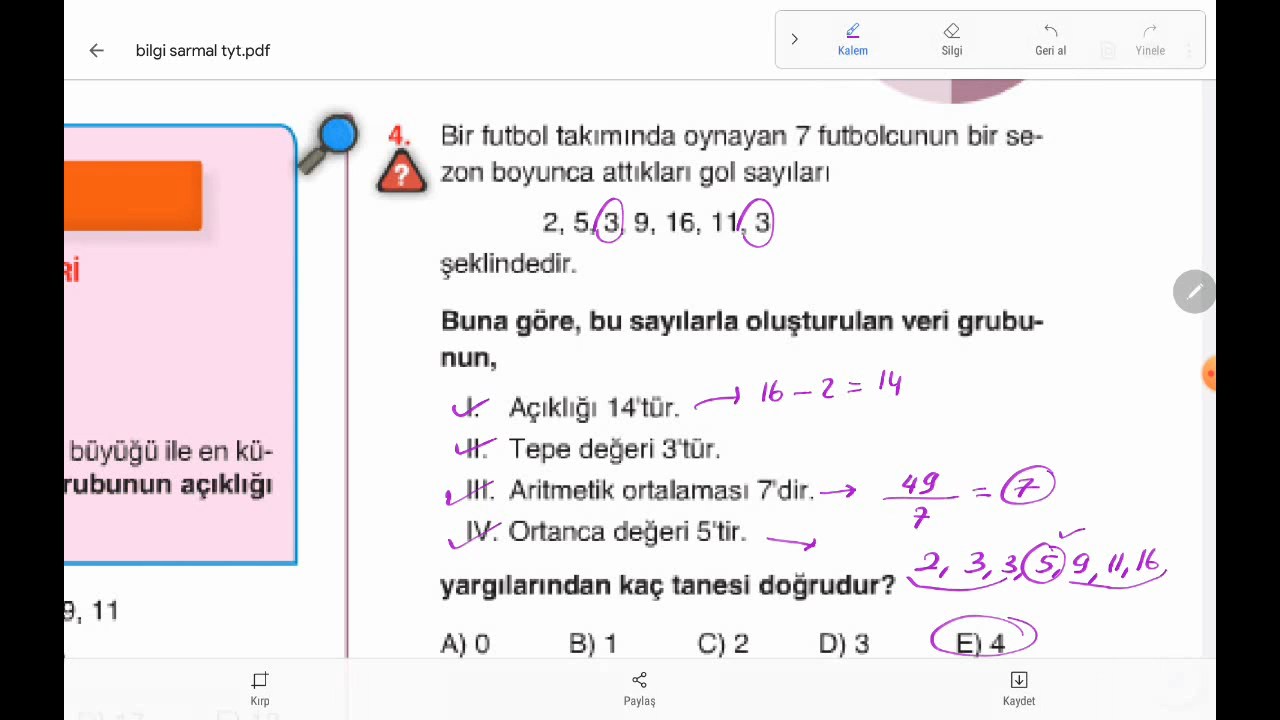 bilgi sarmal tyt.pdf
Kalem
Silgi
Geri al
Yinele
Rİ
büyüğü ile en kü-
rubunun açıklığı
9, 11
4.
?
Bir futbol takımında oynayan 7 futbolcunun bir se-
zon boyunca attıkları gol sayıları
2, 5, 3, 9, 16, 11, 3
şeklindedir.
Buna göre, bu sayılarla oluşturulan veri grubu-
nun,
I. Açıklığı 14'tür. → 16 – 2 = 14
II. Tepe değeri 3'tür.
III. Aritmetik ortalaması 7'dir. → 49/7 = 7
IV. Ortanca değeri 5'tir. →
2, 3, 3, 5, 9, 11, 16,
yargılarından kaç tanesi doğrudur?
A) 0 B) 1 C) 2 D) 3 E) 4
Kırp
Paylaş
Kaydet